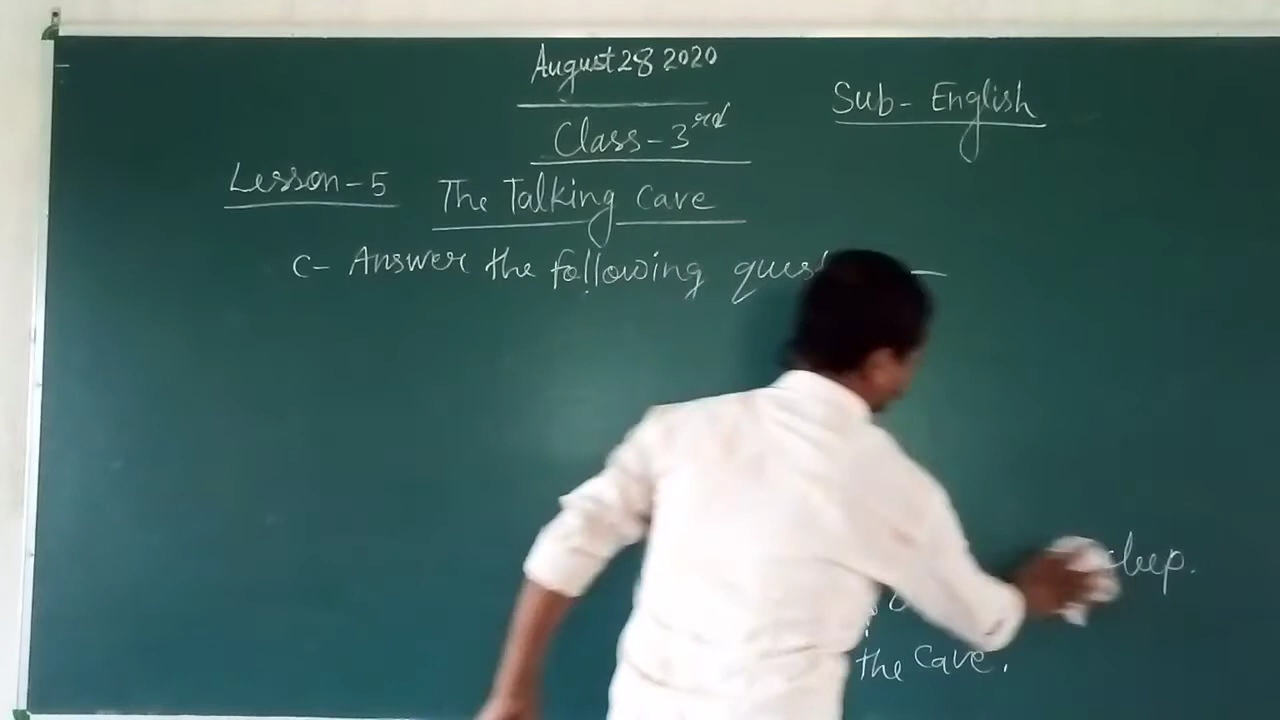 August 28 2020
Sub- English
Class-3rd
Lesson-5 The Talking Cave
C- Answer the following —
the cave.